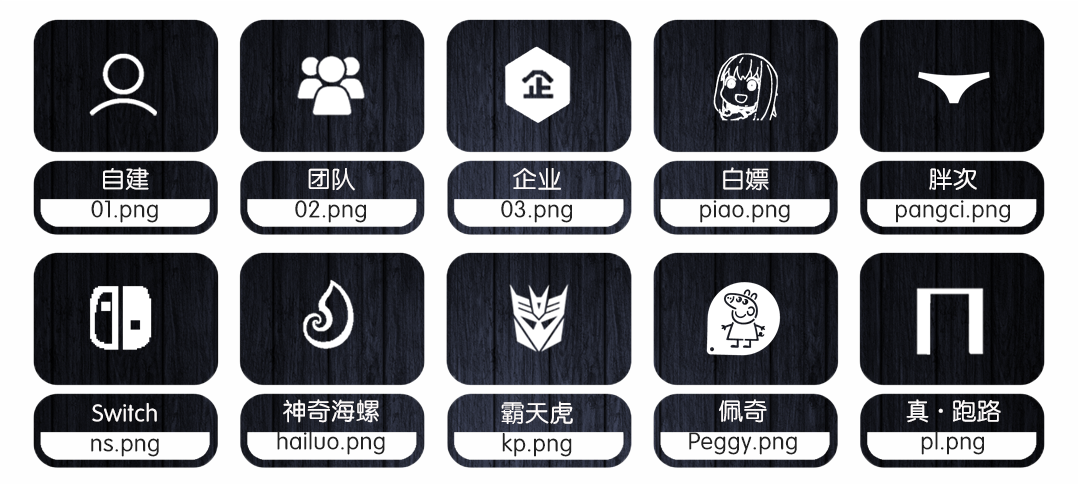 企
自建
01.png
团队
02.png
企业
03.png
白嫖
piao.png
胖次
pangci.png
Switch
ns.png
神奇海螺
hailuo.png
霸天虎
kp.png
佩奇
Peggy.png
真·跑路
pl.png